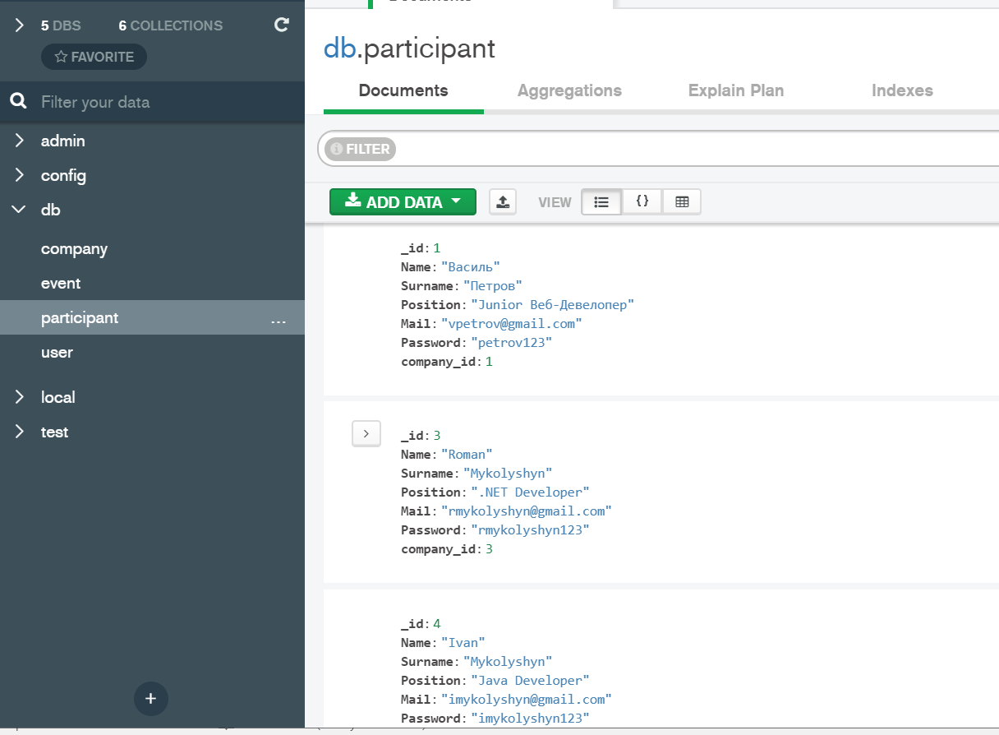 5 DBS 6 COLLECTIONS
FAVORITE
Filter your data
admin
config
db
company
event
participant ...
user
local
test
+
db.participant
Documents Aggregations Explain Plan Indexes
FILTER
ADD DATA VIEW {}
_id: 1
Name: "Василь"
Surname: "Петров"
Position: "Junior Веб-Девелопер"
Mail: "vpetrov@gmail.com"
Password: "petrov123"
company_id: 1
_id: 3
Name: "Roman"
Surname: "Mykolyshyn"
Position: ".NET Developer"
Mail: "rmykolyshyn@gmail.com"
Password: "rmykolyshyn123"
company_id: 3
_id: 4
Name: "Ivan"
Surname: "Mykolyshyn"
Position: "Java Developer"
Mail: "imykolyshyn@gmail.com"
Password: "imykolyshyn123"